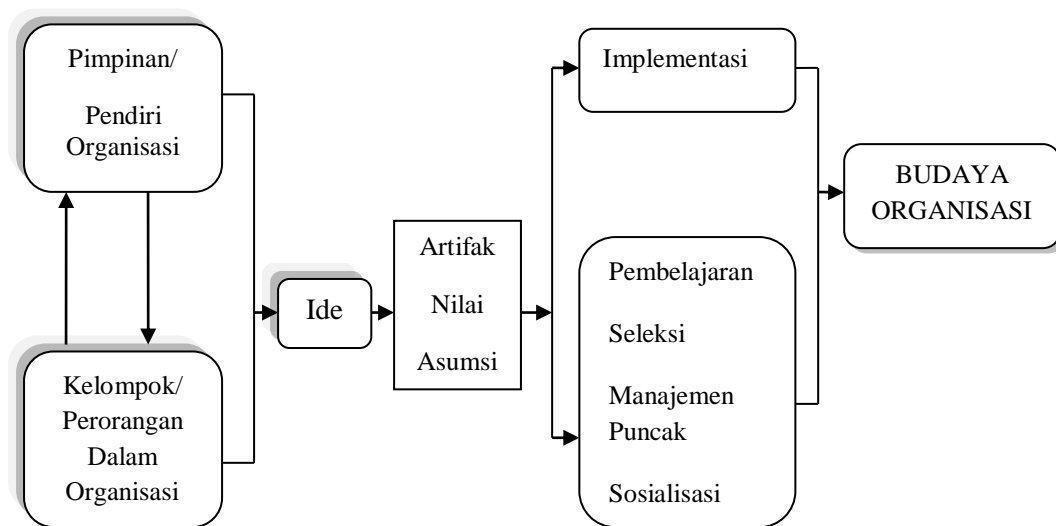 Pimpinan/
Pendiri
Organisasi
Kelompok/
Perorangan
Dalam
Organisasi
Ide
Artifak
Nilai
Asumsi
Implementasi
Pembelajaran
Seleksi
Manajemen
Puncak
Sosialisasi
BUDAYA
ORGANISASI